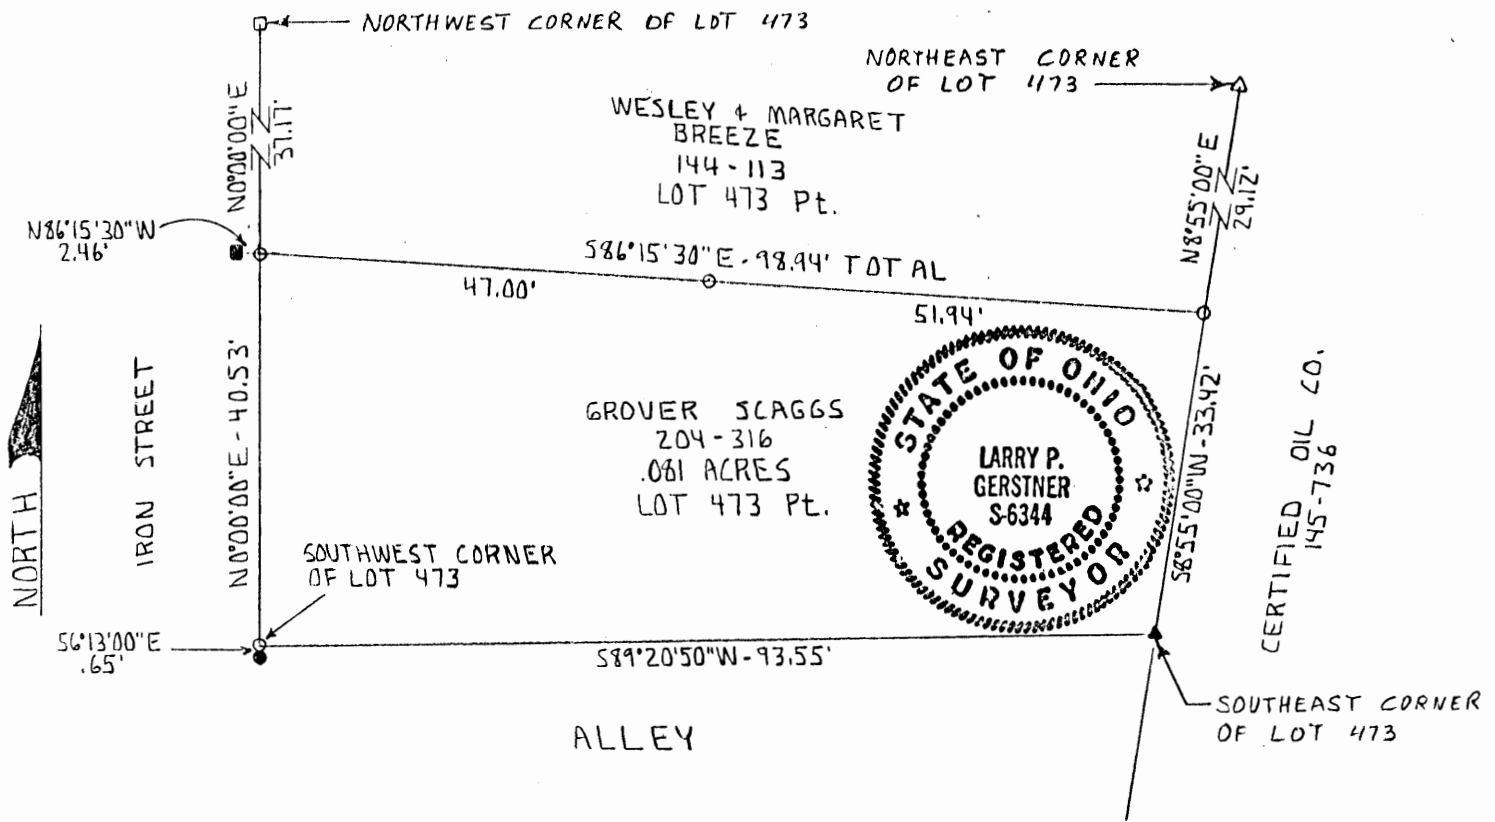 NORTHWEST CORNER OF LOT 473
NORTHEAST CORNER
OF LOT 473
N0°00'00"E
37.17'
WESLEY & MARGARET
BREEZE
144-113
LOT 473 Pt.
N8°55'00"E
29.12'
N86°15'30"W
2.46'
S86°15'30"E - 98.94' TOTAL
47.00'
51.94'
NORTH
IRON STREET
N0°00'00"E - 40.53'
GROVER SCAGGS
204-316
.081 ACRES
LOT 473 Pt.
STATE OF OHIO
LARRY P.
GERSTNER
S-6344
REGISTERED
SURVEYOR
S8°55'00"W - 33.42'
CERTIFIED OIL CO.
145-736
SOUTHWEST CORNER
OF LOT 473
S6°13'00"E
.65'
S89°20'50"W - 93.55'
SOUTHEAST CORNER
OF LOT 473
ALLEY